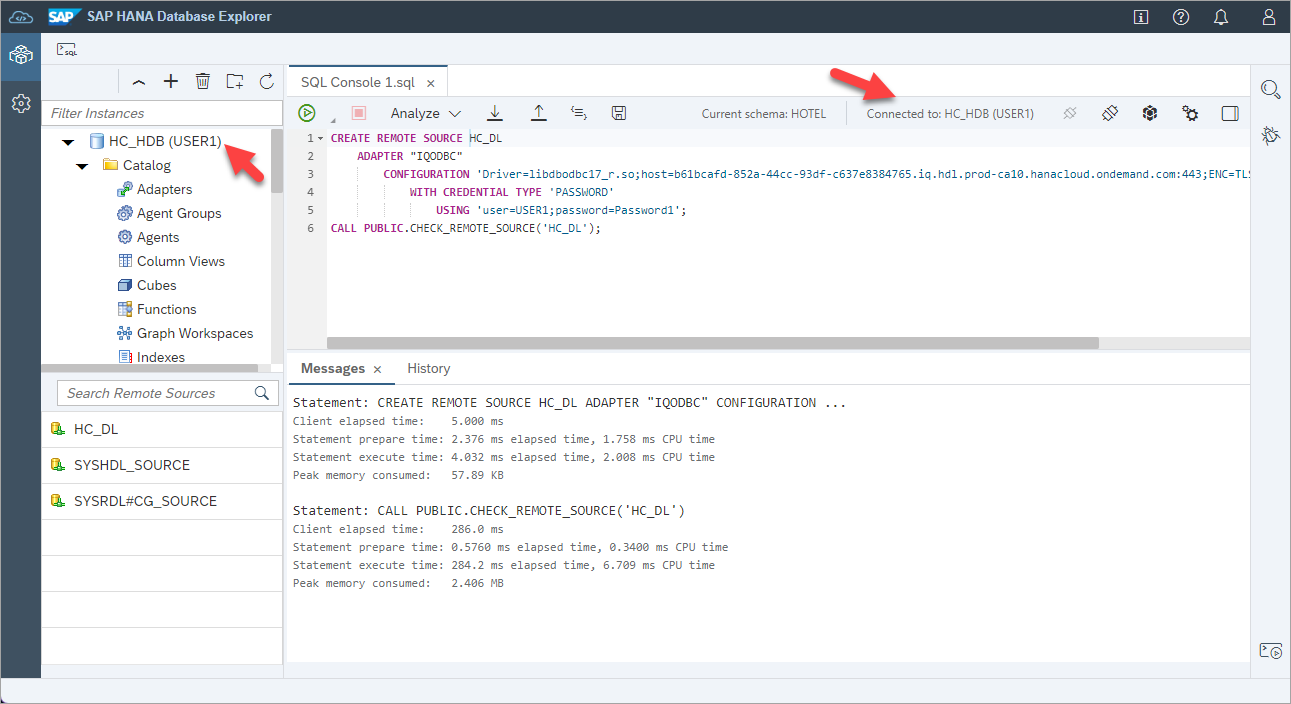 SAP SAP HANA Database Explorer
SQL
SQL Console 1.sql
Filter Instances
Analyze
Current schema: HOTEL
Connected to: HC_HDB (USER1)
HC_HDB (USER1)
Catalog
Adapters
Agent Groups
Agents
Column Views
Cubes
Functions
Graph Workspaces
Indexes
1 CREATE REMOTE SOURCE HC_DL
2 ADAPTER "IQODBC"
3 CONFIGURATION 'Driver=libdbodbc17_r.so;host=b61bcafd-852a-44cc-93df-c637e8384765.iq.hdl.prod-ca10.hanacloud.ondemand.com:443;ENC=TLS
4 WITH CREDENTIAL TYPE 'PASSWORD'
5 USING 'user=USER1;password=Password1';
6 CALL PUBLIC.CHECK_REMOTE_SOURCE('HC_DL');
Search Remote Sources
HC_DL
SYSHDL_SOURCE
SYSRDL#CG_SOURCE
Messages
History
Statement: CREATE REMOTE SOURCE HC_DL ADAPTER "IQODBC" CONFIGURATION ...
Client elapsed time: 5.000 ms
Statement prepare time: 2.376 ms elapsed time, 1.758 ms CPU time
Statement execute time: 4.032 ms elapsed time, 2.008 ms CPU time
Peak memory consumed: 57.89 KB
Statement: CALL PUBLIC.CHECK_REMOTE_SOURCE('HC_DL')
Client elapsed time: 286.0 ms
Statement prepare time: 0.5760 ms elapsed time, 0.3400 ms CPU time
Statement execute time: 284.2 ms elapsed time, 6.709 ms CPU time
Peak memory consumed: 2.406 MB